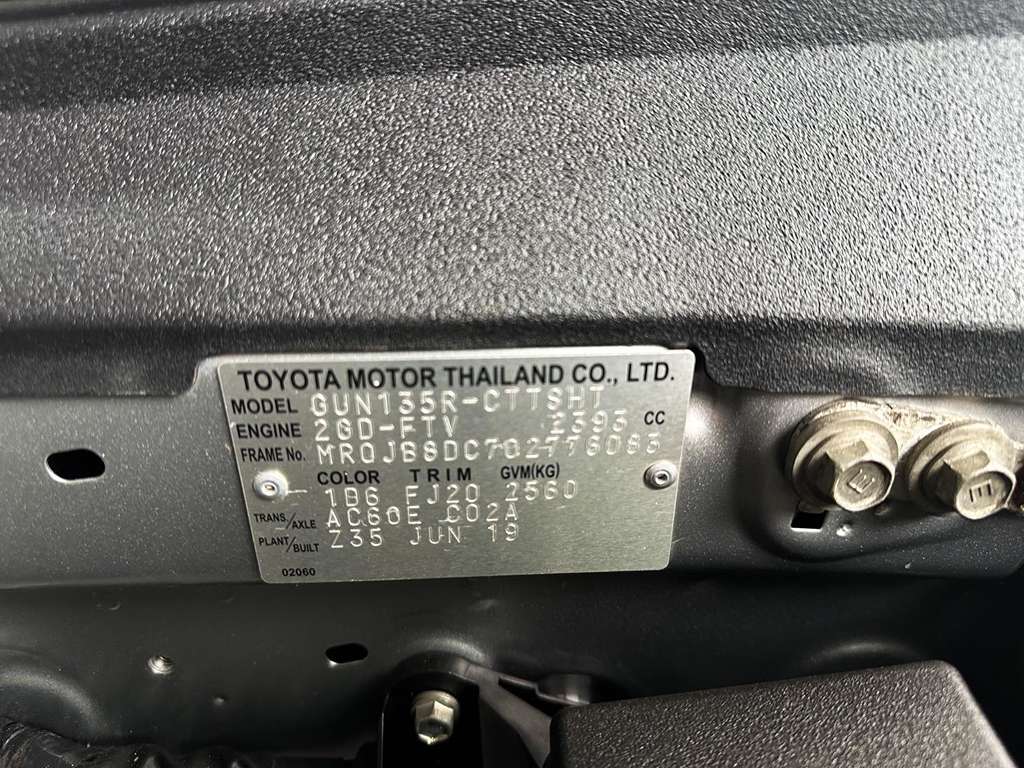 TOYOTA MOTOR THAILAND CO., LTD.
MODEL GUN135R-CTTSHT
ENGINE 2GD-FTV 2393 CC
FRAME No. MR0JB8DC702776083
COLOR TRIM GVM(KG)
1B6 FJ20 2560
TRANS./AXLE AC60E C02A
PLANT/BUILT Z35 JUN 19
02060